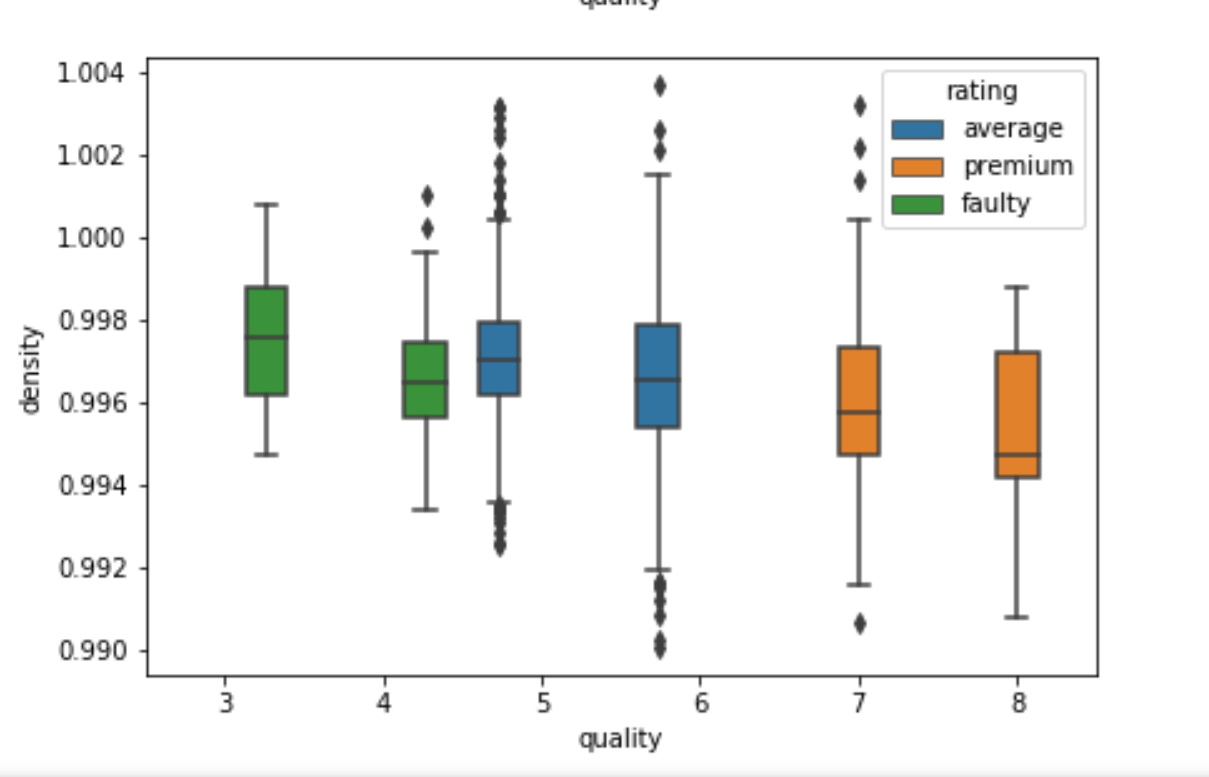 quality
1.004
1.002
1.000
0.998
0.996
0.994
0.992
0.990
density
rating
average
premium
faulty
3 4 5 6 7 8
quality